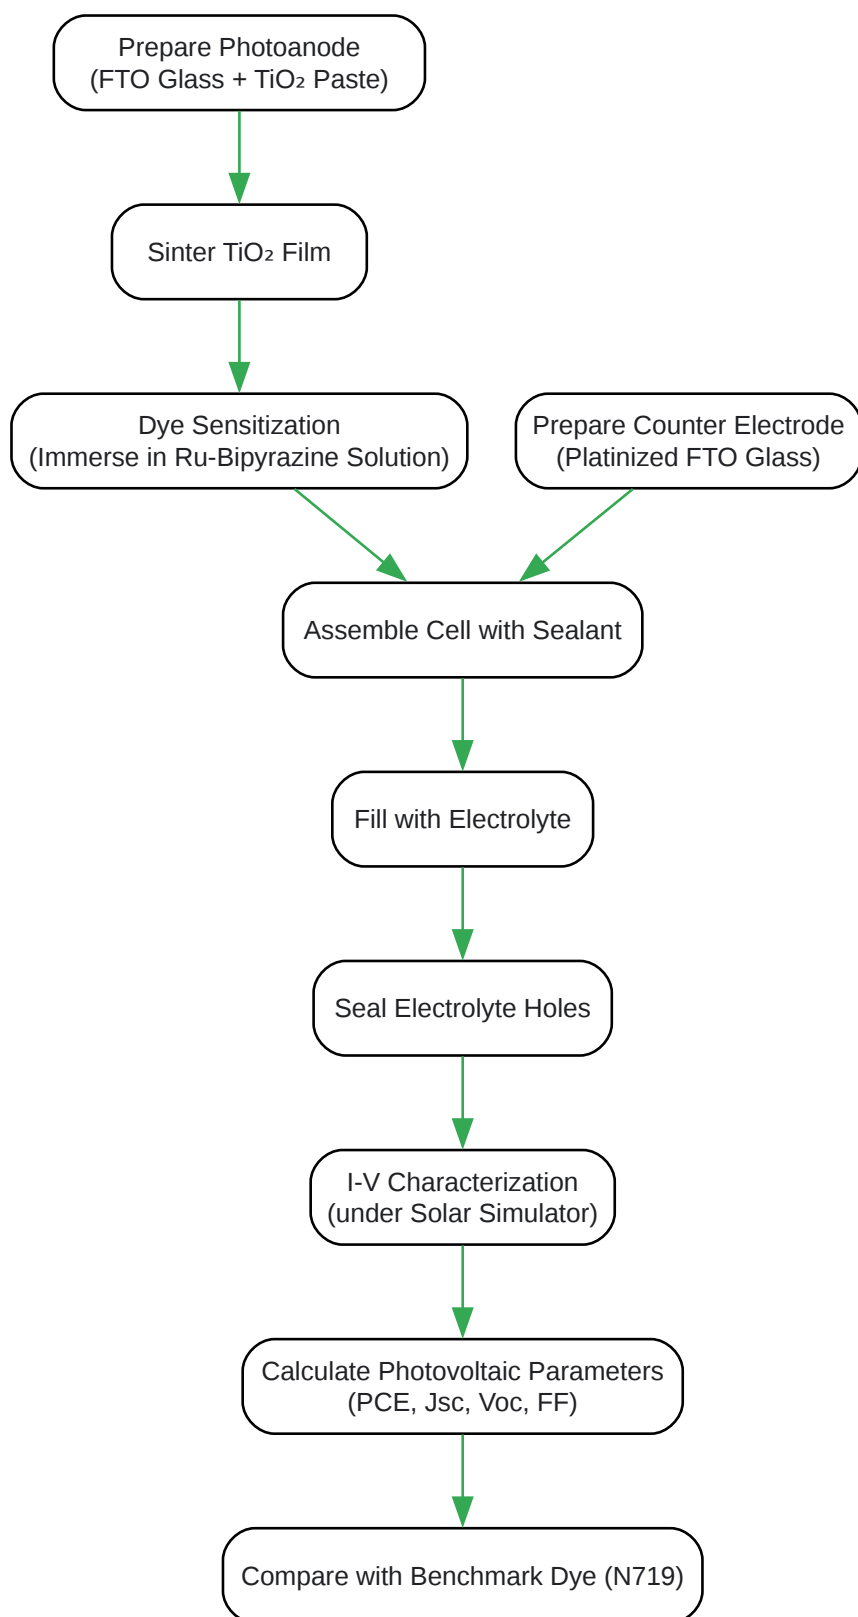 Prepare Photoanode
(FTO Glass + TiO₂ Paste)
Sinter TiO₂ Film
Dye Sensitization
(Immerse in Ru-Bipyrazine Solution)
Prepare Counter Electrode
(Platinized FTO Glass)
Assemble Cell with Sealant
Fill with Electrolyte
Seal Electrolyte Holes
I-V Characterization
(under Solar Simulator)
Calculate Photovoltaic Parameters
(PCE, Jsc, Voc, FF)
Compare with Benchmark Dye (N719)